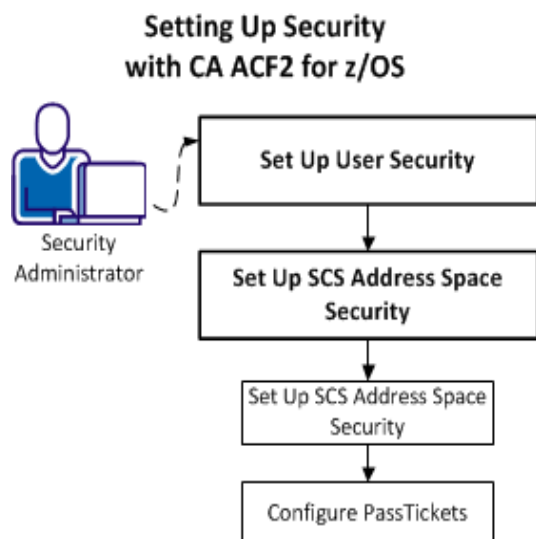 Setting Up Security
with CA ACF2 for z/OS
Set Up User Security
Security
Administrator
Set Up SCS Address Space
Security
Set Up SCS Address Space
Security
Configure PassTickets